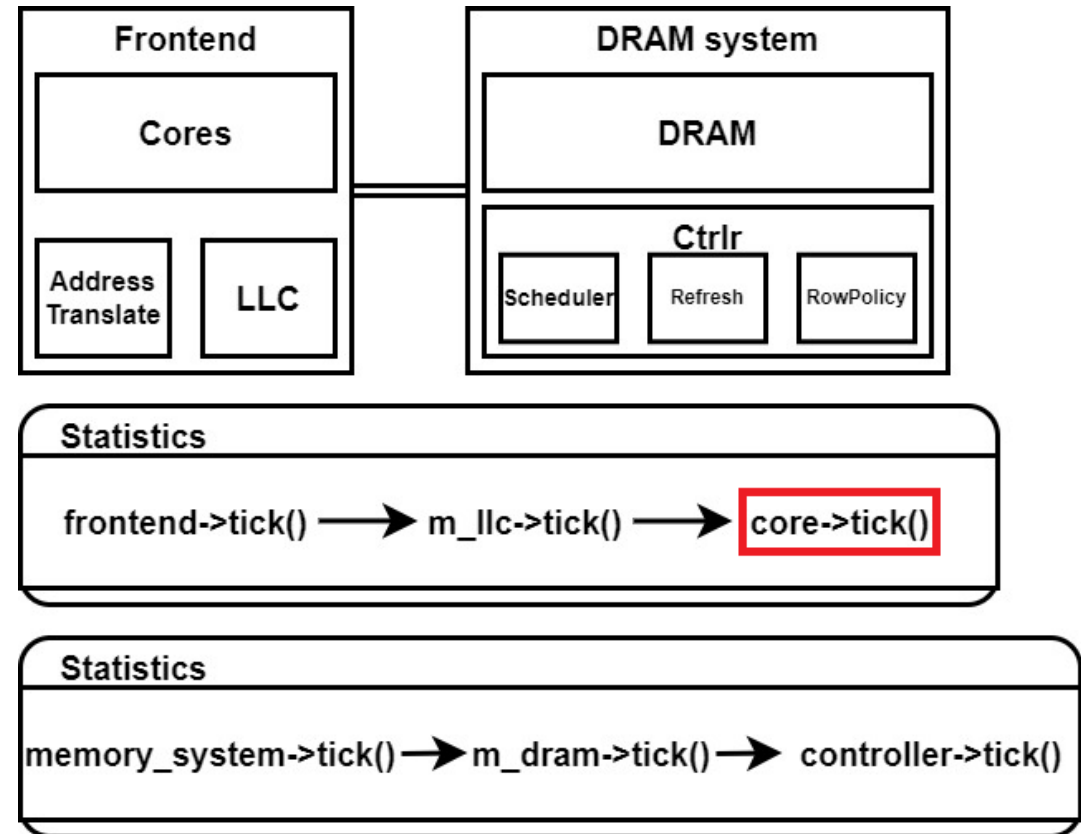 Frontend
Cores
Address
Translate
LLC
DRAM system
DRAM
Ctrlr
Scheduler
Refresh
RowPolicy
Statistics
frontend->tick()
m_llc->tick()
core->tick()
Statistics
memory_system->tick()
m_dram->tick()
controller->tick()